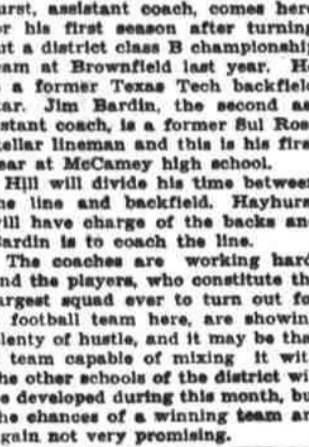 urst, assistant coach, comes here
or his first season after turning
ut a district class B championship
eam at Brownfield last year. He
s a former Texas Tech backfield
tar. Jim Bardin, the second as-
istant coach, is a former Sul Ross
tellar lineman and this is his first
ear at McCamey high school.
Hill will divide his time between
he line and backfield. Hayhurst
will have charge of the backs and
Bardin is to coach the line.
The coaches are working hard
nd the players, who constitute the
argest squad ever to turn out for
football team here, are showing
lenty of hustle, and it may be that
team capable of mixing it with
he other schools of the district will
e developed during this month, but
he chances of a winning team are
gain not very promising.